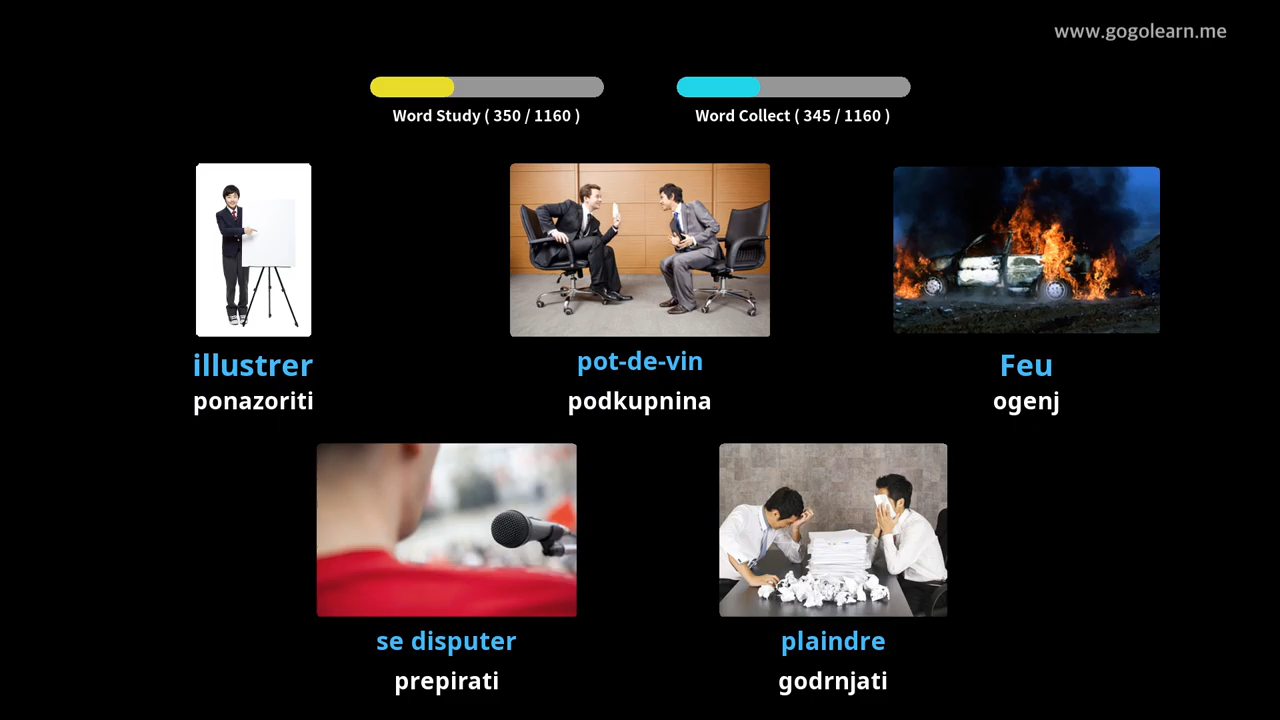 www.gogolearn.me
Word Study ( 350 / 1160 )
Word Collect ( 345 / 1160 )
illustrer
ponazoriti
pot-de-vin
podkupnina
Feu
ogenj
se disputer
prepirati
plaindre
godrnjati